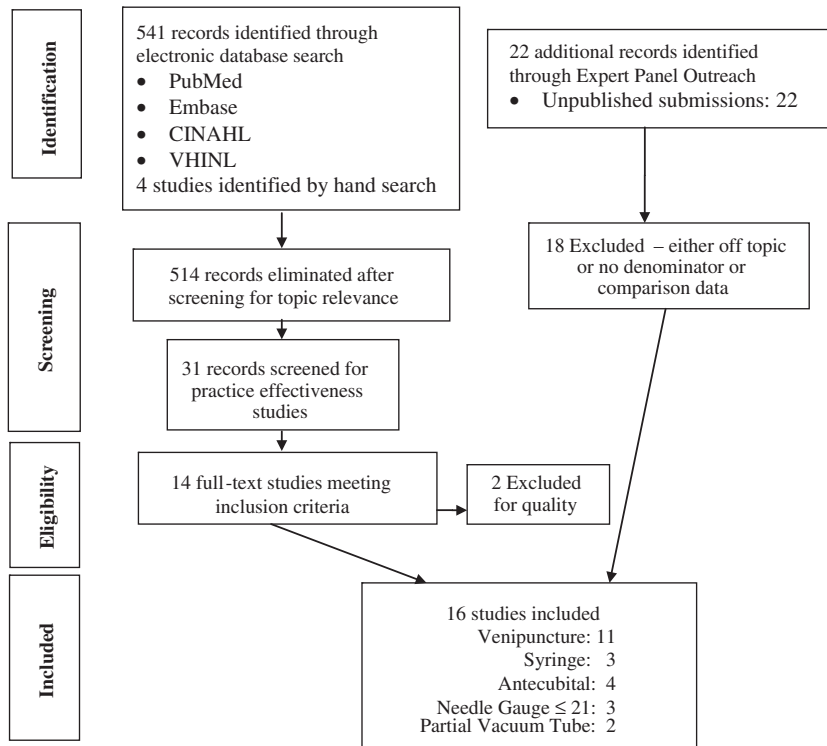 Identification
541 records identified through
electronic database search
• PubMed
• Embase
• CINAHL
• VHINL
4 studies identified by hand search
22 additional records identified
through Expert Panel Outreach
• Unpublished submissions: 22
Screening
514 records eliminated after
screening for topic relevance
18 Excluded – either off topic
or no denominator or
comparison data
31 records screened for
practice effectiveness
studies
Eligibility
14 full-text studies meeting
inclusion criteria
2 Excluded
for quality
Included
16 studies included
Venipuncture: 11
Syringe: 3
Antecubital: 4
Needle Gauge ≤ 21: 3
Partial Vacuum Tube: 2